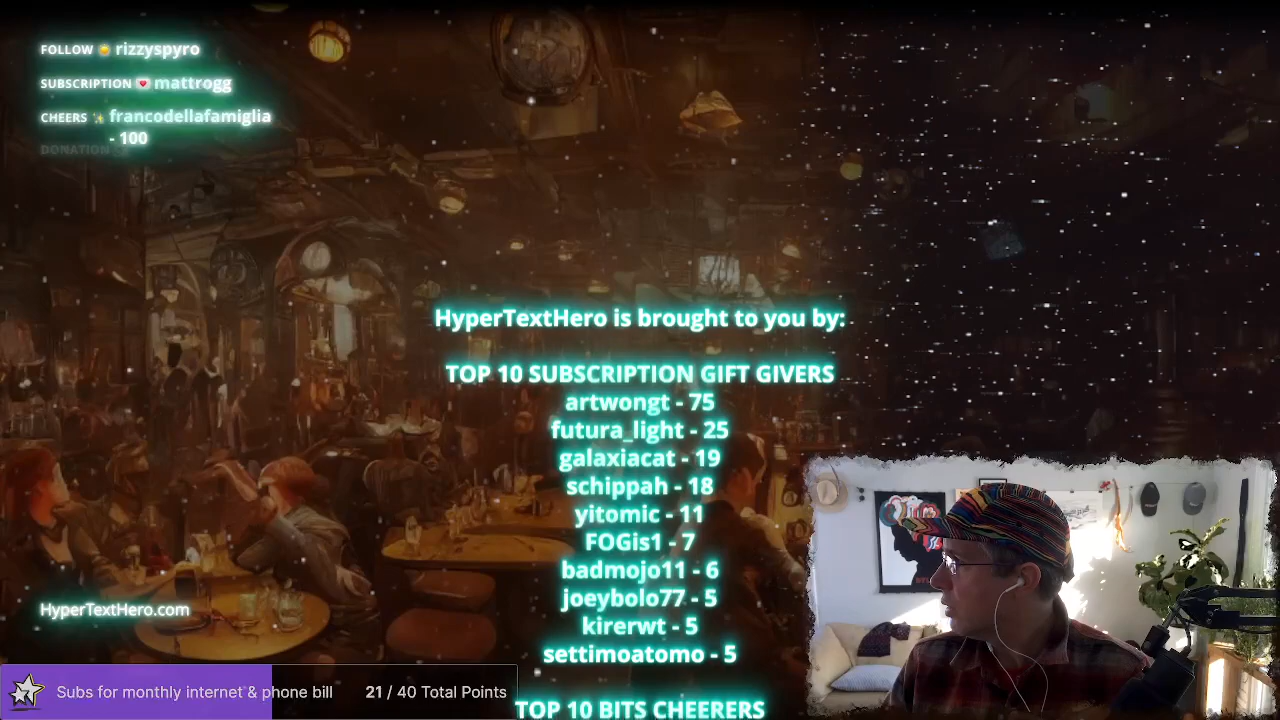 FOLLOW rizzyspyro
SUBSCRIPTION mattrogg
CHEERS francodellafamiglia
- 100
DONATION
HyperTextHero is brought to you by:
TOP 10 SUBSCRIPTION GIFT GIVERS
artwongt - 75
futura_light - 25
galaxiacat - 19
schippah - 18
yitomic - 11
FOGis1 - 7
badmojo11 - 6
joeybolo77 - 5
kirerwt - 5
settimoatomo - 5
TOP 10 BITS CHEERERS
HyperTextHero.com
Subs for monthly internet & phone bill 21 / 40 Total Points